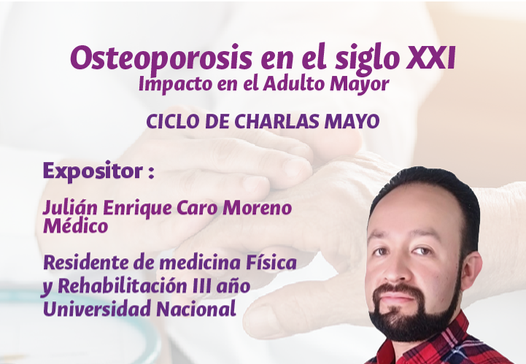 Osteoporosis en el siglo XXI
Impacto en el Adulto Mayor
CICLO DE CHARLAS MAYO
Expositor :
Julián Enrique Caro Moreno
Médico
Residente de medicina Física
y Rehabilitación III año
Universidad Nacional